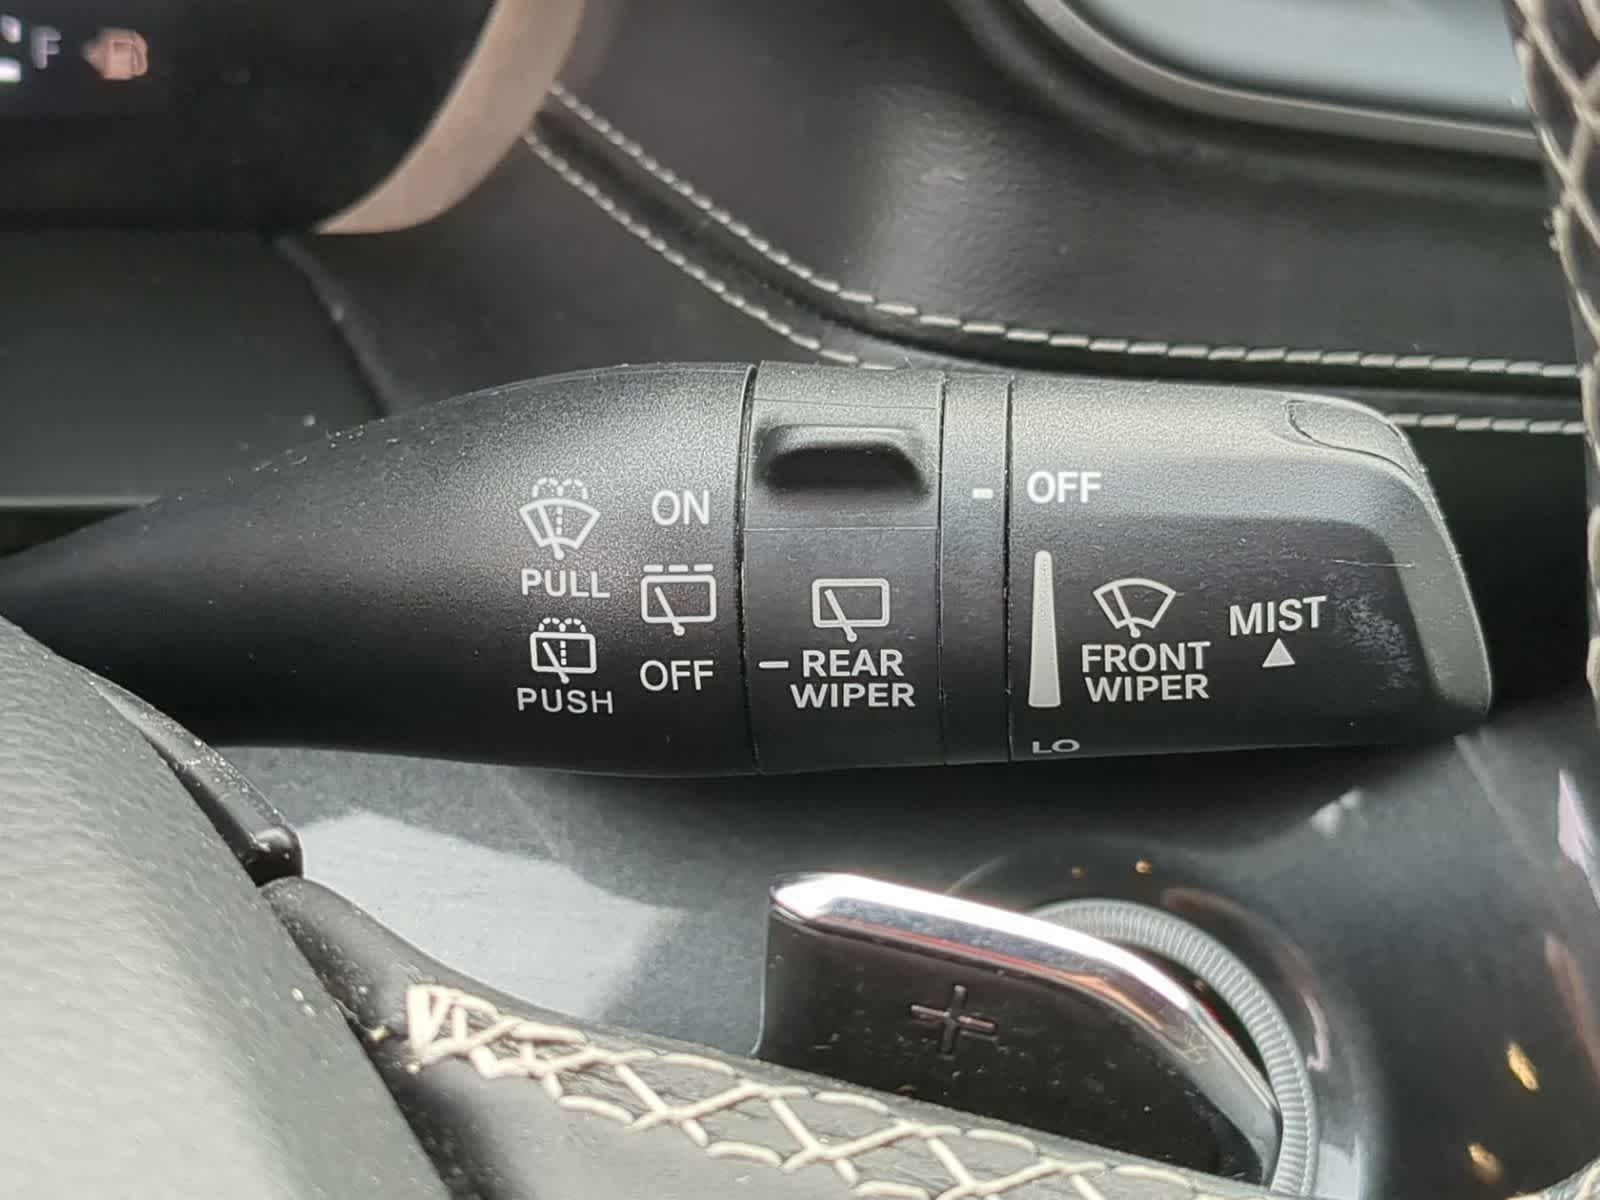 F
PULL
PUSH
ON
OFF
REAR
WIPER
OFF
FRONT
WIPER
MIST
LO
+